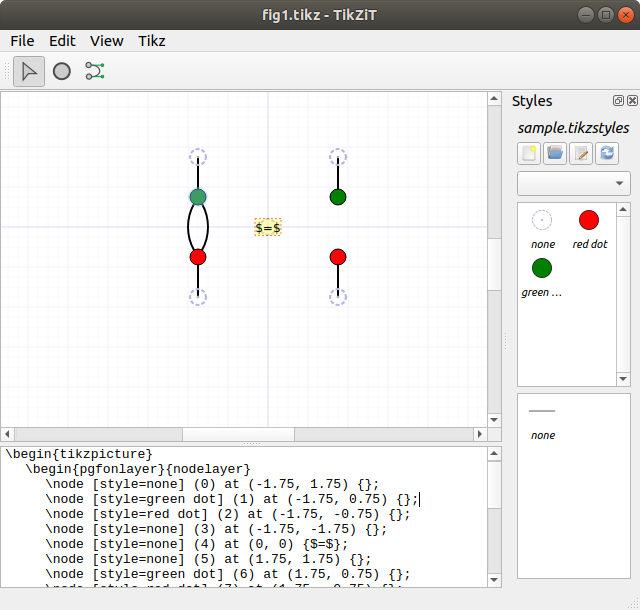 fig1.tikz - TikZiT
File Edit View Tikz
Styles
sample.tikzstyles
$=$
none red dot
green ...
none
\begin{tikzpicture}
\begin{pgfonlayer}{nodelayer}
\node [style=none] (0) at (-1.75, 1.75) {};
\node [style=green dot] (1) at (-1.75, 0.75) {};
\node [style=red dot] (2) at (-1.75, -0.75) {};
\node [style=none] (3) at (-1.75, -1.75) {};
\node [style=none] (4) at (0, 0) {$=$};
\node [style=none] (5) at (1.75, 1.75) {};
\node [style=green dot] (6) at (1.75, 0.75) {};